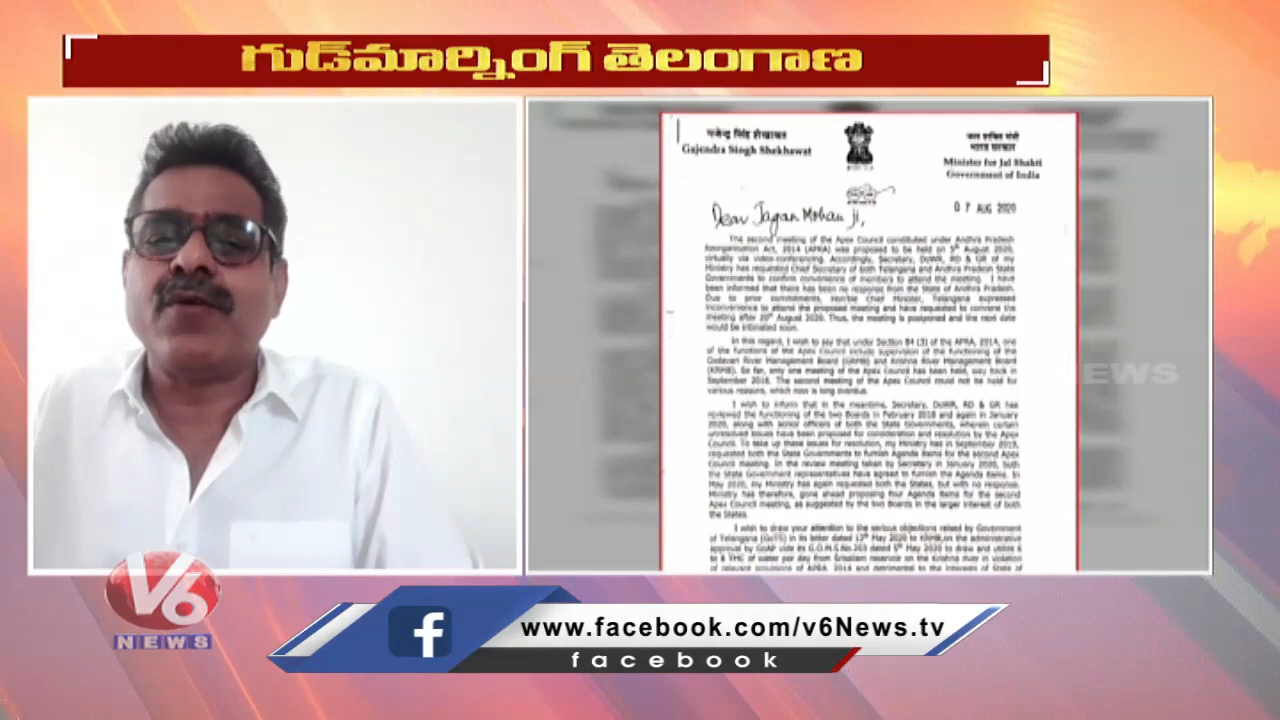 గుడ్‌మార్నింగ్ తెలంగాణ
गजेन्द्र सिंह शेखावत
Gajendra Singh Shekhawat
जल शक्ति मंत्री
भारत सरकार
Minister for Jal Shakti
Government of India
07 AUG 2020
Dear Jagan Mohan ji,
The second meeting of the Apex Council constituted under Andhra Pradesh
Reorganisation Act, 2014 (APRA) was proposed to be held on 5th August 2020,
virtually via video-conferencing. Accordingly, Secretary, DoWR, RD & GR of my
Ministry has requested Chief Secretary of both Telangana and Andhra Pradesh State
Governments to confirm convenience of members to attend the meeting. I have
been informed that there has been no response from the State of Andhra Pradesh.
Due to prior commitments, Hon'ble Chief Minister, Telangana expressed
inconvenience to attend the proposed meeting and have requested to convene the
meeting after 20th August 2020. Thus, the meeting is postponed and the next date
would be intimated soon.
In this regard, I wish to say that under Section 84 (3) of the APRA, 2014, one
of the functions of the Apex Council include supervision of the functioning of the
Godavari River Management Board (GRMB) and Krishna River Management Board
(KRMB). So far, only one meeting of the Apex Council has been held, way back in
September 2016. The second meeting of the Apex Council could not be held for
various reasons, which now is long overdue.
I wish to inform that in the meantime, Secretary, DoWR, RD & GR has
reviewed the functioning of the two Boards in February 2018 and again in January
2020, along with senior officers of both the State Governments, wherein certain
unresolved issues have been proposed for consideration and resolution by the Apex
Council. To take up these issues for resolution, my Ministry has in September 2019,
requested both the State Governments to furnish Agenda items for the second Apex
Council meeting. In the review meeting taken by Secretary in January 2020, both
the State Government representatives have agreed to furnish the Agenda items. In
May 2020, my Ministry has again requested both the States, but with no response.
Ministry has therefore, gone ahead proposing four Agenda items for the second
Apex Council meeting, as suggested by the two Boards in the larger interest of both
the States.
I wish to draw your attention to the serious objections raised by Government
of Telangana (GoTS) in its letter dated 12th May 2020 to KRMB, on the administrative
approval by GoAP vide its G.O.M.S.No.203 dated 5th May 2020 to draw and utilise 6
to 8 TMC of water per day from Srisailam reservoir on the Krishna river in violation
of relevant provisions of APRA, 2014 and detrimental to the interests of State of
NEWS
V6
NEWS
f
www.facebook.com/v6News.tv
facebook